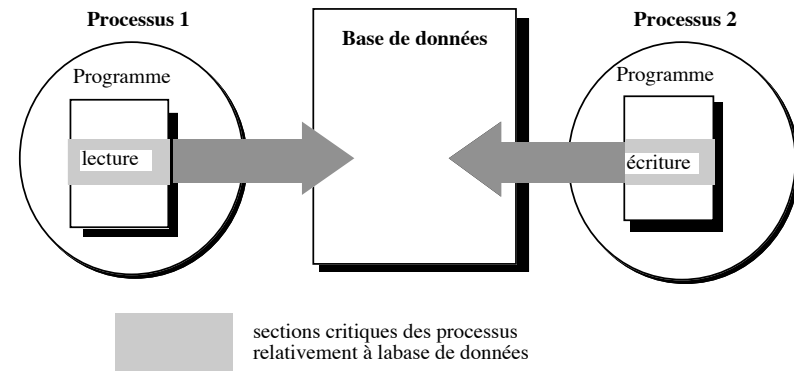 Processus 1
Base de données
Processus 2
Programme
Programme
lecture
écriture
sections critiques des processus
relativement à labase de données